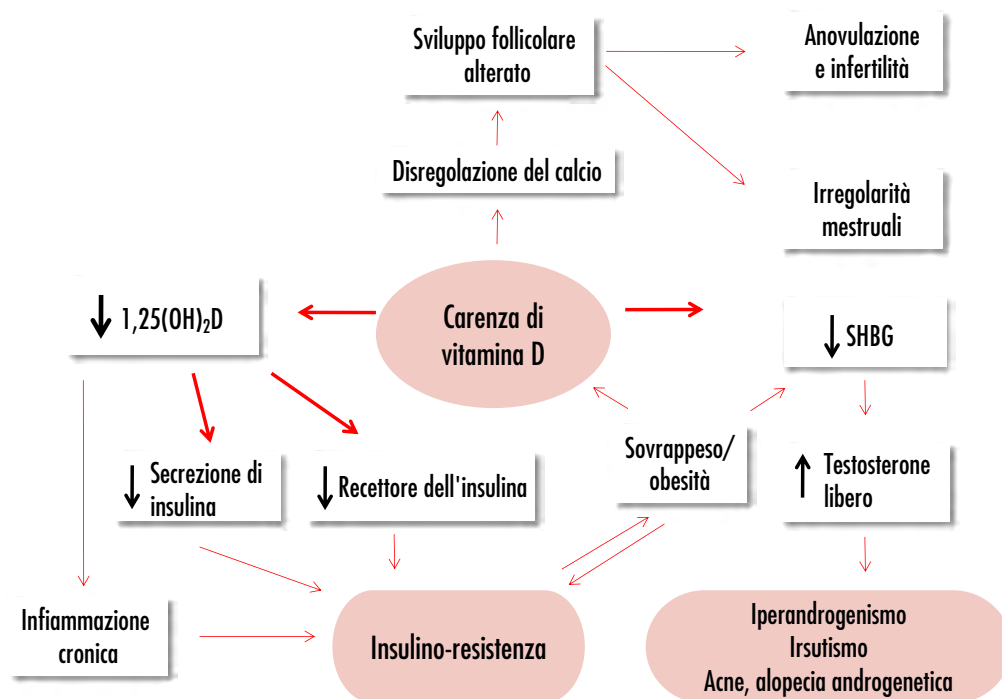 Sviluppo follicolare
alterato
Anovulazione
e infertilità
Disregolazione del calcio
Irregolarità
mestruali
↓ 1,25(OH)₂D
Carenza di
vitamina D
↓ SHBG
↓ Secrezione di
insulina
↓ Recettore dell'insulina
Sovrappeso/
obesità
↑ Testosterone
libero
Infiammazione
cronica
Insulino-resistenza
Iperandrogenismo
Irsutismo
Acne, alopecia androgenetica